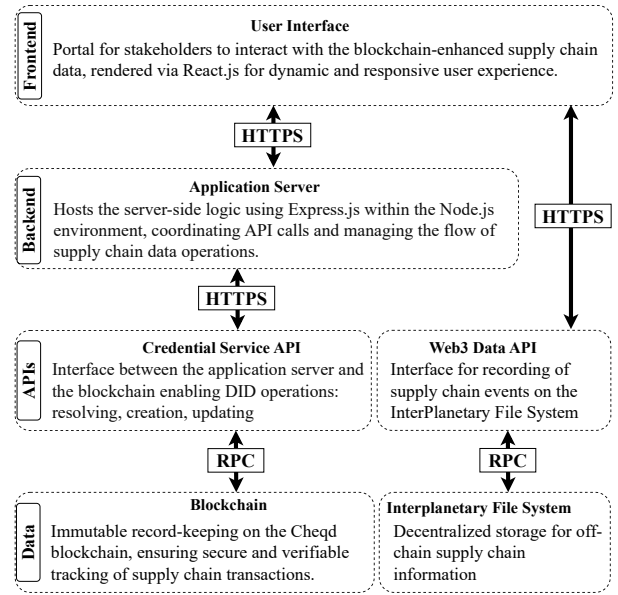 Frontend
User Interface
Portal for stakeholders to interact with the blockchain-enhanced supply chain
data, rendered via React.js for dynamic and responsive user experience.
HTTPS
HTTPS
Backend
Application Server
Hosts the server-side logic using Express.js within the Node.js
environment, coordinating API calls and managing the flow of
supply chain data operations.
HTTPS
APIs
Credential Service API
Interface between the application server and
the blockchain enabling DID operations:
resolving, creation, updating
Web3 Data API
Interface for recording of
supply chain events on the
InterPlanetary File System
RPC
RPC
Data
Blockchain
Immutable record-keeping on the Cheqd
blockchain, ensuring secure and verifiable
tracking of supply chain transactions.
Interplanetary File System
Decentralized storage for off-
chain supply chain
information